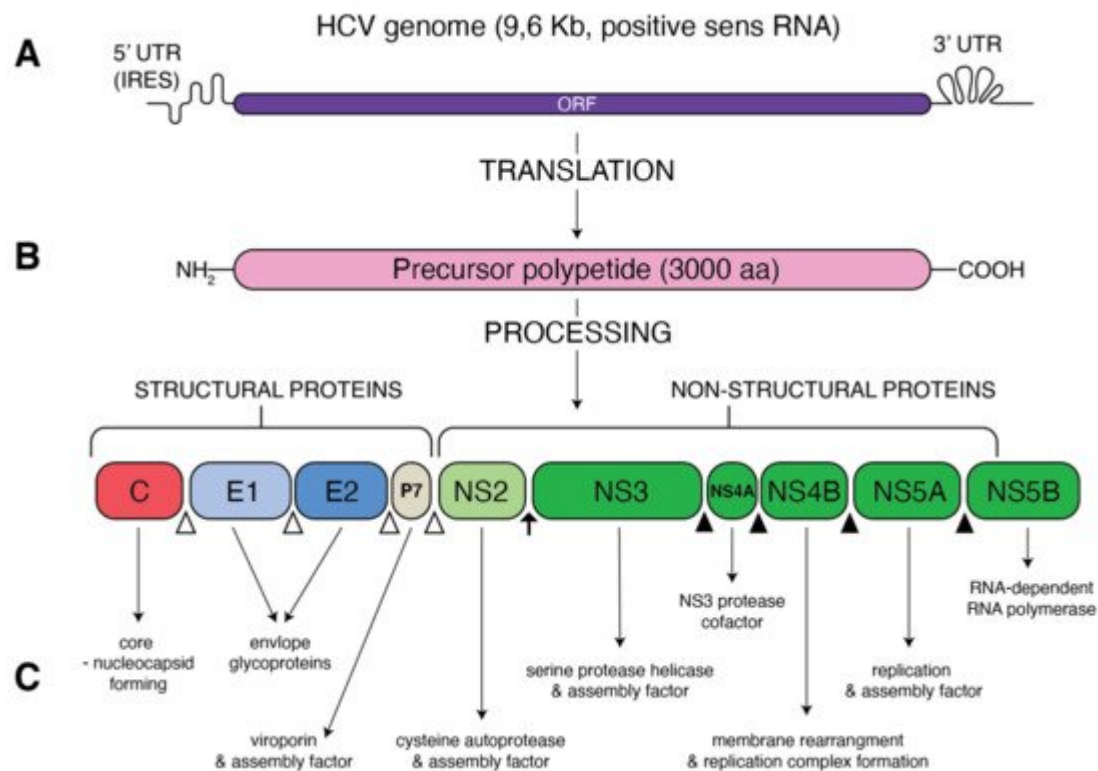 HCV genome (9,6 Kb, positive sens RNA)
A
5' UTR
(IRES)
3' UTR
ORF
TRANSLATION
B
NH2
Precursor polypetide (3000 aa)
COOH
PROCESSING
STRUCTURAL PROTEINS
NON-STRUCTURAL PROTEINS
C
E1
E2
P7
NS2
NS3
NS4A
NS4B
NS5A
NS5B
RNA-dependent
RNA polymerase
NS3 protease
cofactor
core
- nucleocapsid
forming
envlope
glycoproteins
serine protease helicase
& assembly factor
replication
& assembly factor
C
viroporin
& assembly factor
cysteine autoprotease
& assembly factor
membrane rearrangment
& replication complex formation